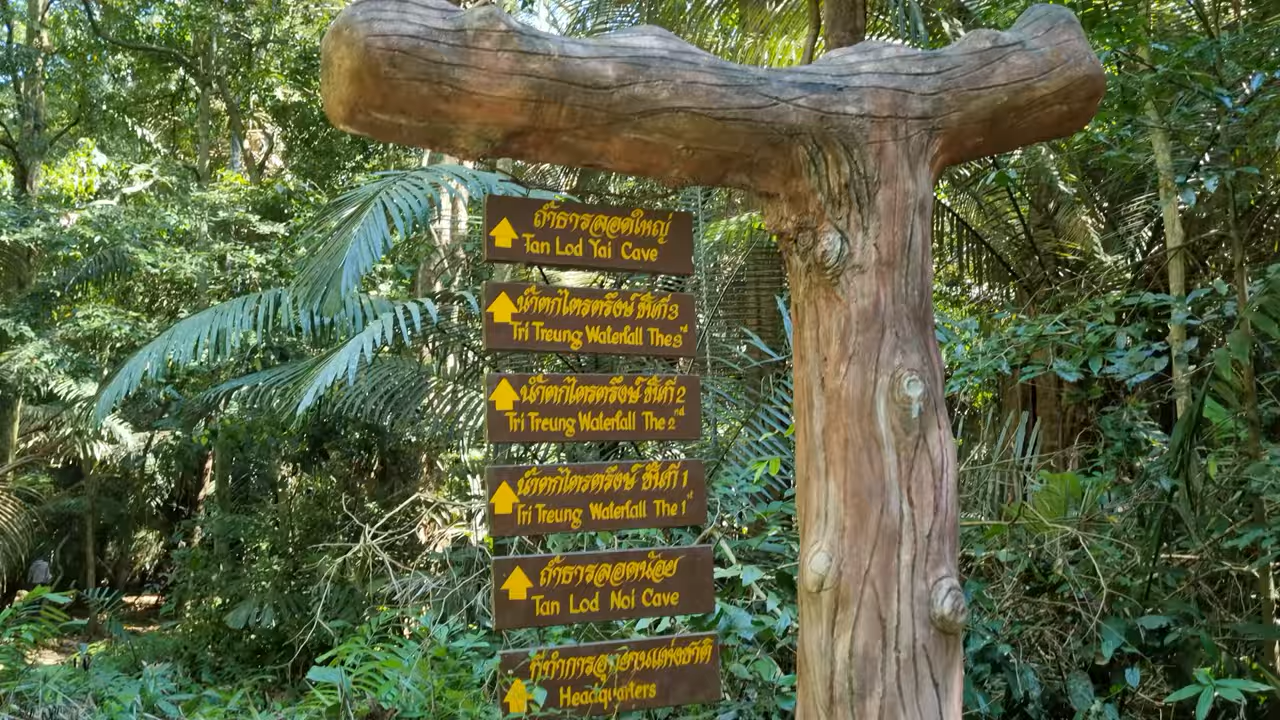 ถ้ำธารลอดใหญ่
Tan Lod Yai Cave
น้ำตกไตรตรึงษ์ ชั้นที่ 3
Tri Treung Waterfall The 3rd
น้ำตกไตรตรึงษ์ ชั้นที่ 2
Tri Treung Waterfall The 2nd
น้ำตกไตรตรึงษ์ ชั้นที่ 1
Tri Treung Waterfall The 1st
ถ้ำธารลอดน้อย
Tan Lod Noi Cave
ที่ทำการอุทยานแห่งชาติ
Headquarters